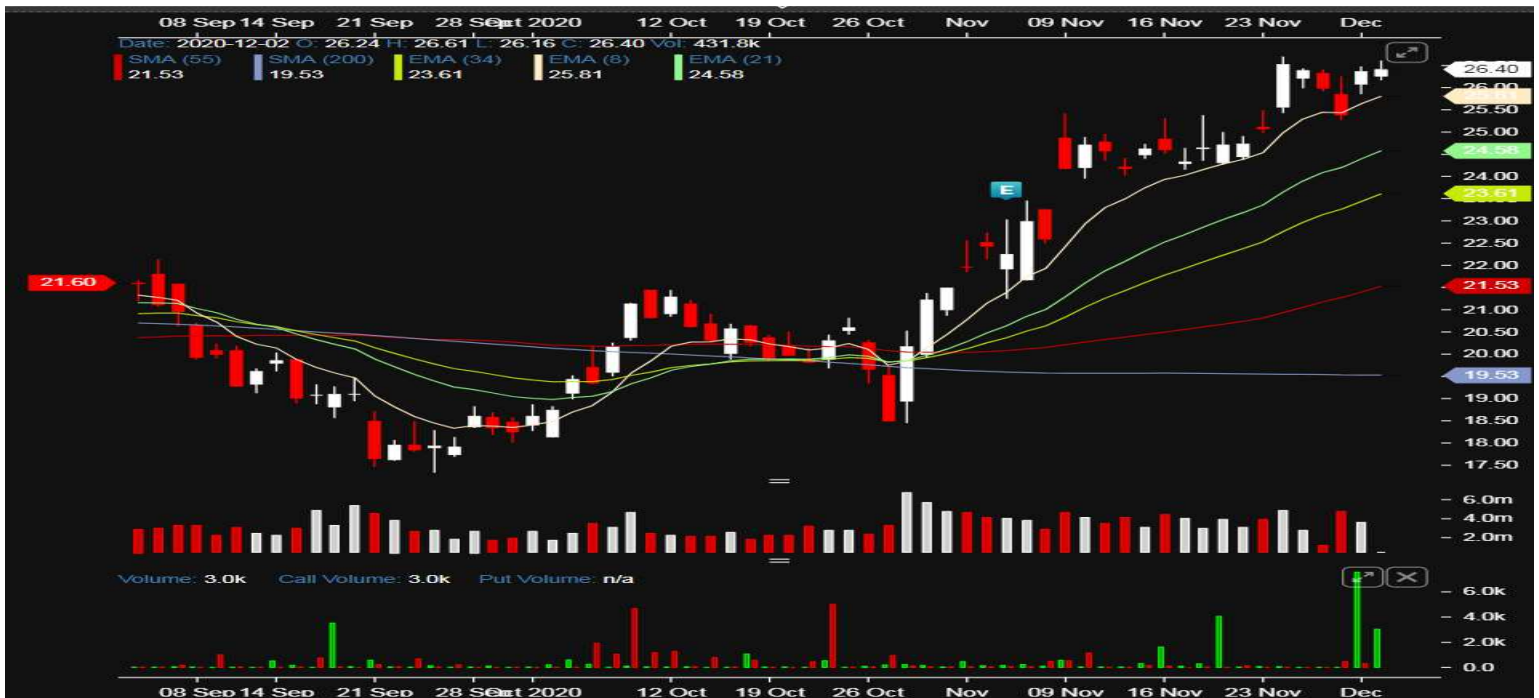 08 Sep 14 Sep 21 Sep 28 Sep Oct 2020 12 Oct 19 Oct 26 Oct Nov 09 Nov 16 Nov 23 Nov Dec
Date: 2020-12-02 O: 26.24 H: 26.61 L: 26.16 C: 26.40 Vol: 431.8k
SMA (55) SMA (200) EMA (34) EMA (8) EMA (21)
21.53 19.53 23.61 25.81 24.58
26.40
26.00
25.50
25.00
24.58
24.00
23.61
E
23.00
22.50
22.00
21.60
21.53
21.00
20.50
20.00
19.53
19.00
18.50
18.00
17.50
6.0m
4.0m
2.0m
Volume: 3.0k Call Volume: 3.0k Put Volume: n/a
6.0k
4.0k
2.0k
0.0
08 Sep 14 Sep 21 Sep 28 Sep Oct 2020 12 Oct 19 Oct 26 Oct Nov 09 Nov 16 Nov 23 Nov Dec